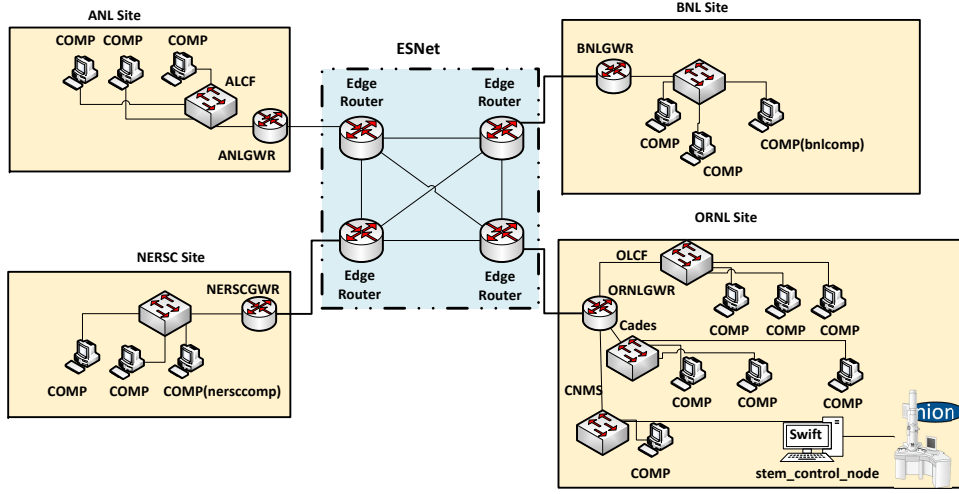 ANL Site
COMP
COMP
COMP
ALCF
ANLGWR
ESNet
Edge
Router
Edge
Router
Edge
Router
Edge
Router
BNL Site
BNLGWR
COMP
COMP
COMP(bnlcomp)
NERSC Site
NERSCGWR
COMP
COMP
COMP(nersccomp)
ORNL Site
OLCF
ORNLGWR
COMP
COMP
COMP
Cades
COMP
COMP
COMP
CNMS
COMP
Swift
stem_control_node
nion